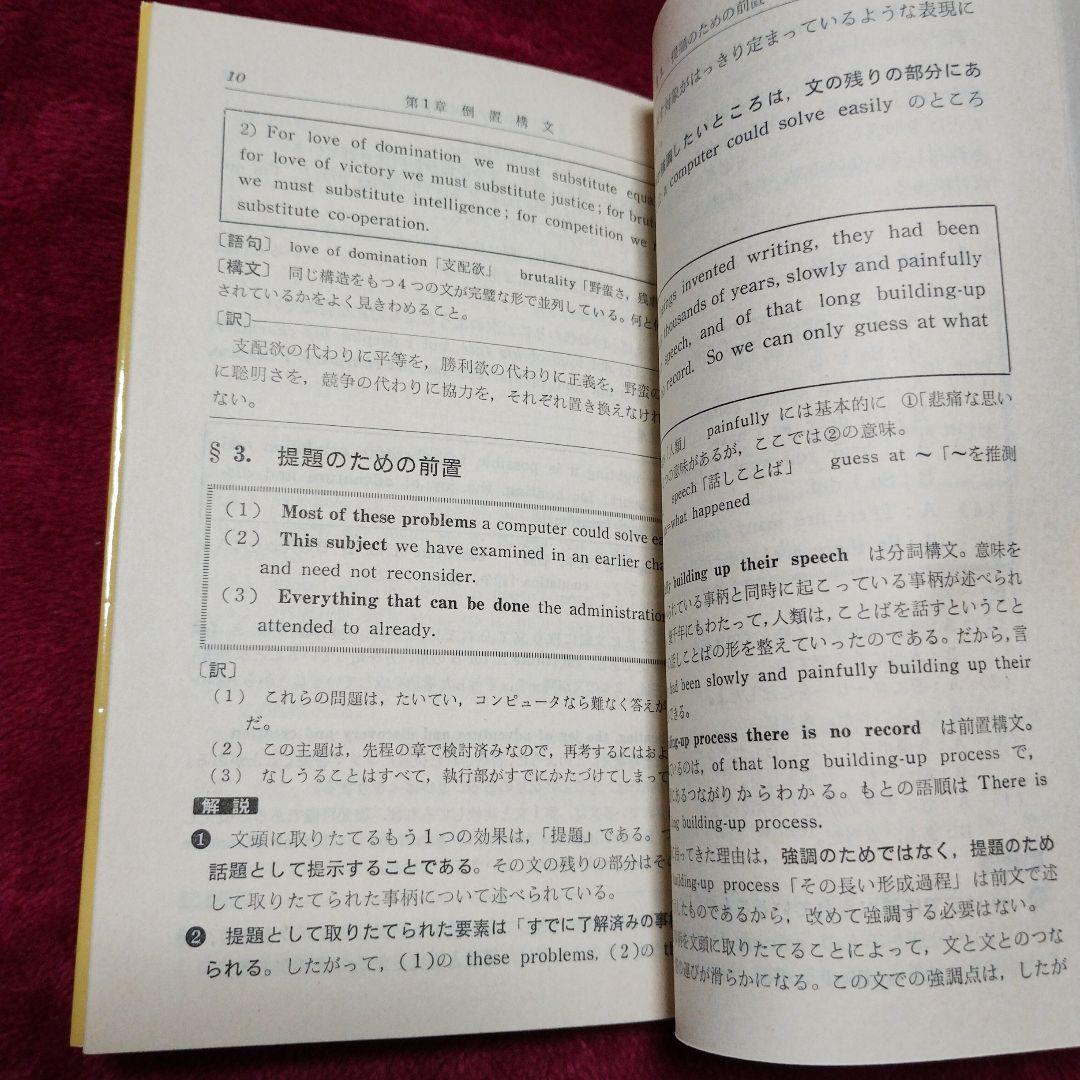 10
第1章 倒置構文
2) For love of domination we must substitute
for love of victory we must substitute justice; for
we must substitute intelligence; for competition we
substitute co-operation.
〔語句〕 love of domination「支配欲」 brutality「野蛮さ,
〔構文〕 同じ構造をもつ4つの文が完璧な形で並列している。何と
されているかをよく見きわめること。
〔訳〕
支配欲の代わりに平等を,勝利欲の代わりに正義を,野蛮の
に聡明さを,競争の代わりに協力を,それぞれ置き換えなけれ
ない。
§3. 提題のための前置
(1) Most of these problems a computer could solve
(2) This subject we have examined in an earlier
and need not reconsider.
(3) Everything that can be done the administration
attended to already.
〔訳〕
(1) これらの問題は,たいてい,コンピュータなら難なく答え
だ。
(2) この主題は,先程の章で検討済みなので,再考するにはおよ
(3) なしうることはすべて,執行部がすでにかたづけてしまって
解説
❶ 文頭に取りたてるもう1つの効果は,「提題」である。
話題として提示することである。その文の残りの部分はその
して取りたてられた事柄について述べられている。
❷ 提題として取りたてられた要素は「すでに了解済みの事
られる。したがって,(1)の these problems, (2)の
提題のための前置
対象がはっきり定まっているような表現に
強調したいところは,文の残りの部分にあ
a computer could solve easily のところ
invented writing, they had been
thousands of years, slowly and painfully
speech, and of that long building-up
record. So we can only guess at what
「人類」 painfully には基本的に ①「悲痛な思い
の意味があるが,ここでは②の意味。
speech「話しことば」 guess at ~「~を推測
=what happened
building up their speech は分詞構文。意味を
られている事柄と同時に起こっている事柄が述べられ
千年にもわたって,人類は,ことばを話すということ
話しことばの形を整えていったのである。だから,言
had been slowly and painfully building up their
できる。
process there is no record は前置構文。
いるのは, of that long building-up process で,
にあるつながりからわかる。もとの語順は There is
building-up process.
に持ってきた理由は,強調のためではなく,提題のため
building-up process「その長い形成過程」は前文で述
したものであるから,改めて強調する必要はない。
を文頭に取りたてることによって,文と文とのつな
の運びが滑らかになる。この文での強調点は,したが